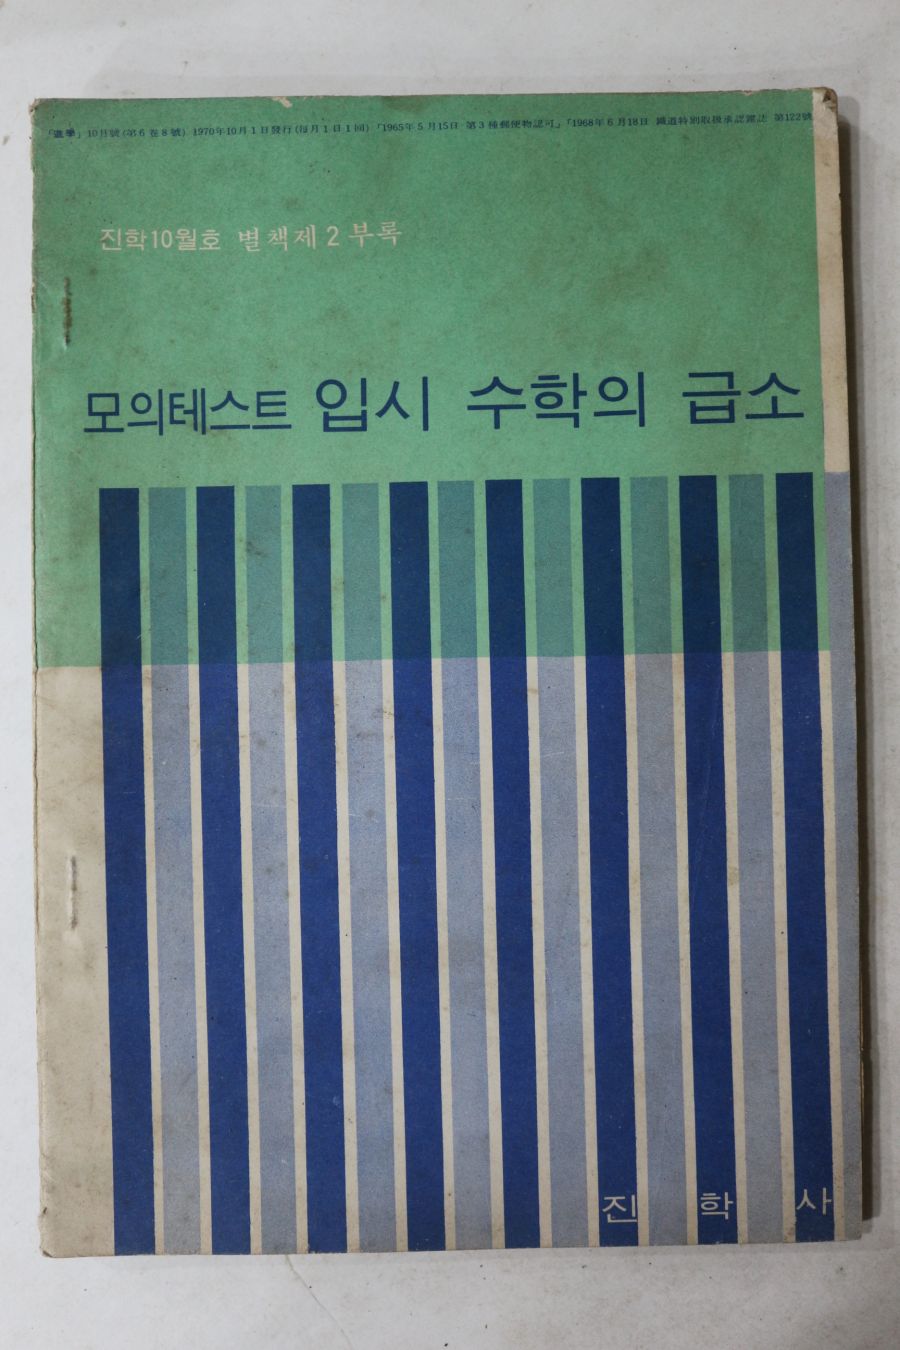 「進學」10月號 (第6卷8號) 1970年10月1日發行 (每月1日1回) 「1965年5月15日 第3種郵便物認可」「1968年6月18日 鐵道特別取扱承認雜誌 第122號
진학10월호 별책제2부록
모의테스트 입시 수학의 급소
진학사